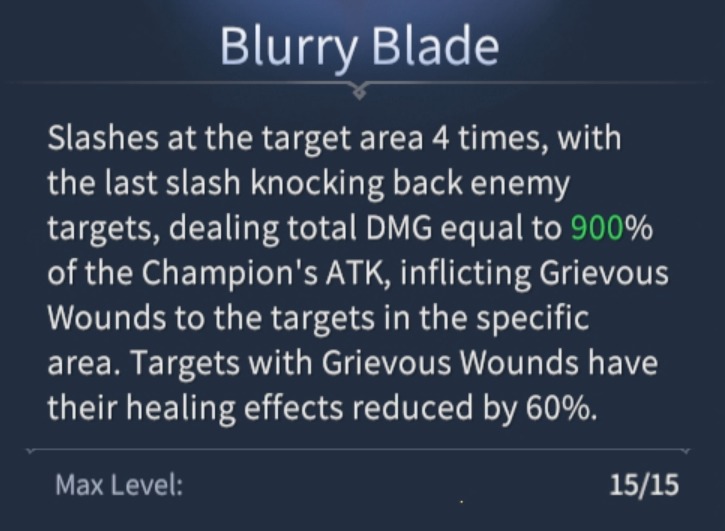 Blurry Blade
Slashes at the target area 4 times, with
the last slash knocking back enemy
targets, dealing total DMG equal to 900%
of the Champion's ATK, inflicting Grievous
Wounds to the targets in the specific
area. Targets with Grievous Wounds have
their healing effects reduced by 60%.
Max Level: 15/15